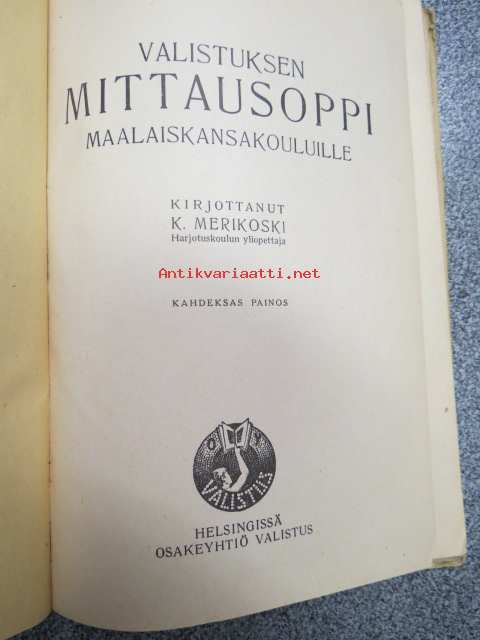 VALISTUKSEN
MITTAUSOPPI
MAALAISKANSAKOULUILLE
KIRJOTTANUT
K. MERIKOSKI
Harjotuskoulun yliopettaja
Antikvariaatti.net
KAHDEKSAS PAINOS
O Y
VALISTUS
HELSINGISSÄ
OSAKEYHTIÖ VALISTUS